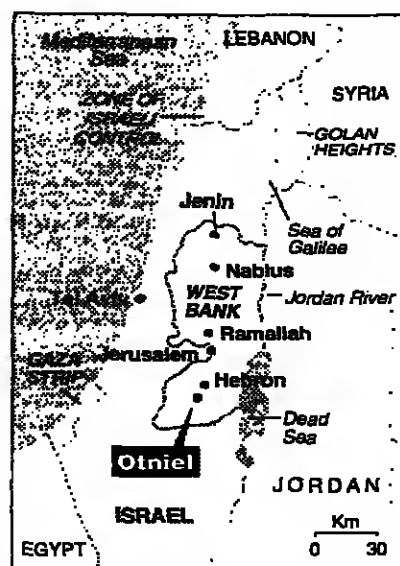 Mediterranean
Sea
LEBANON
ZONE OF
ISRAELI
CONTROL
SYRIA
GOLAN
HEIGHTS
Jenin
Sea of
Galilee
Nablus
WEST
BANK
Jordan River
Tel Aviv
Ramallah
Jerusalem
GAZA
STRIP
Hebron
Dead
Sea
Otniel
JORDAN
ISRAEL
Km
EGYPT
0 30